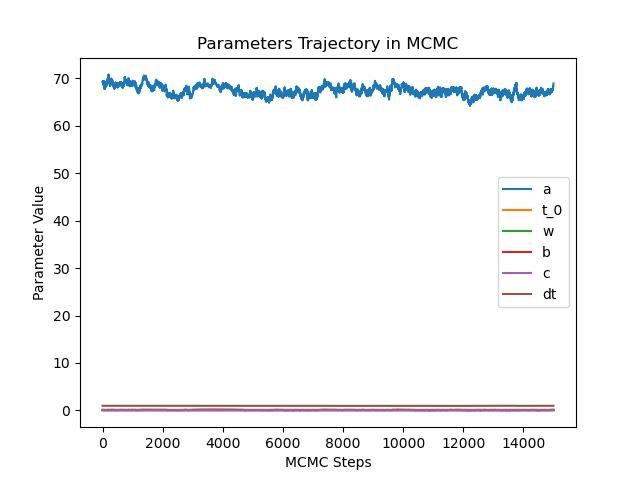 Parameters Trajectory in MCMC
70
60
50
40
30
20
10
0
Parameter Value
a
t_0
w
b
c
dt
0 2000 4000 6000 8000 10000 12000 14000
MCMC Steps